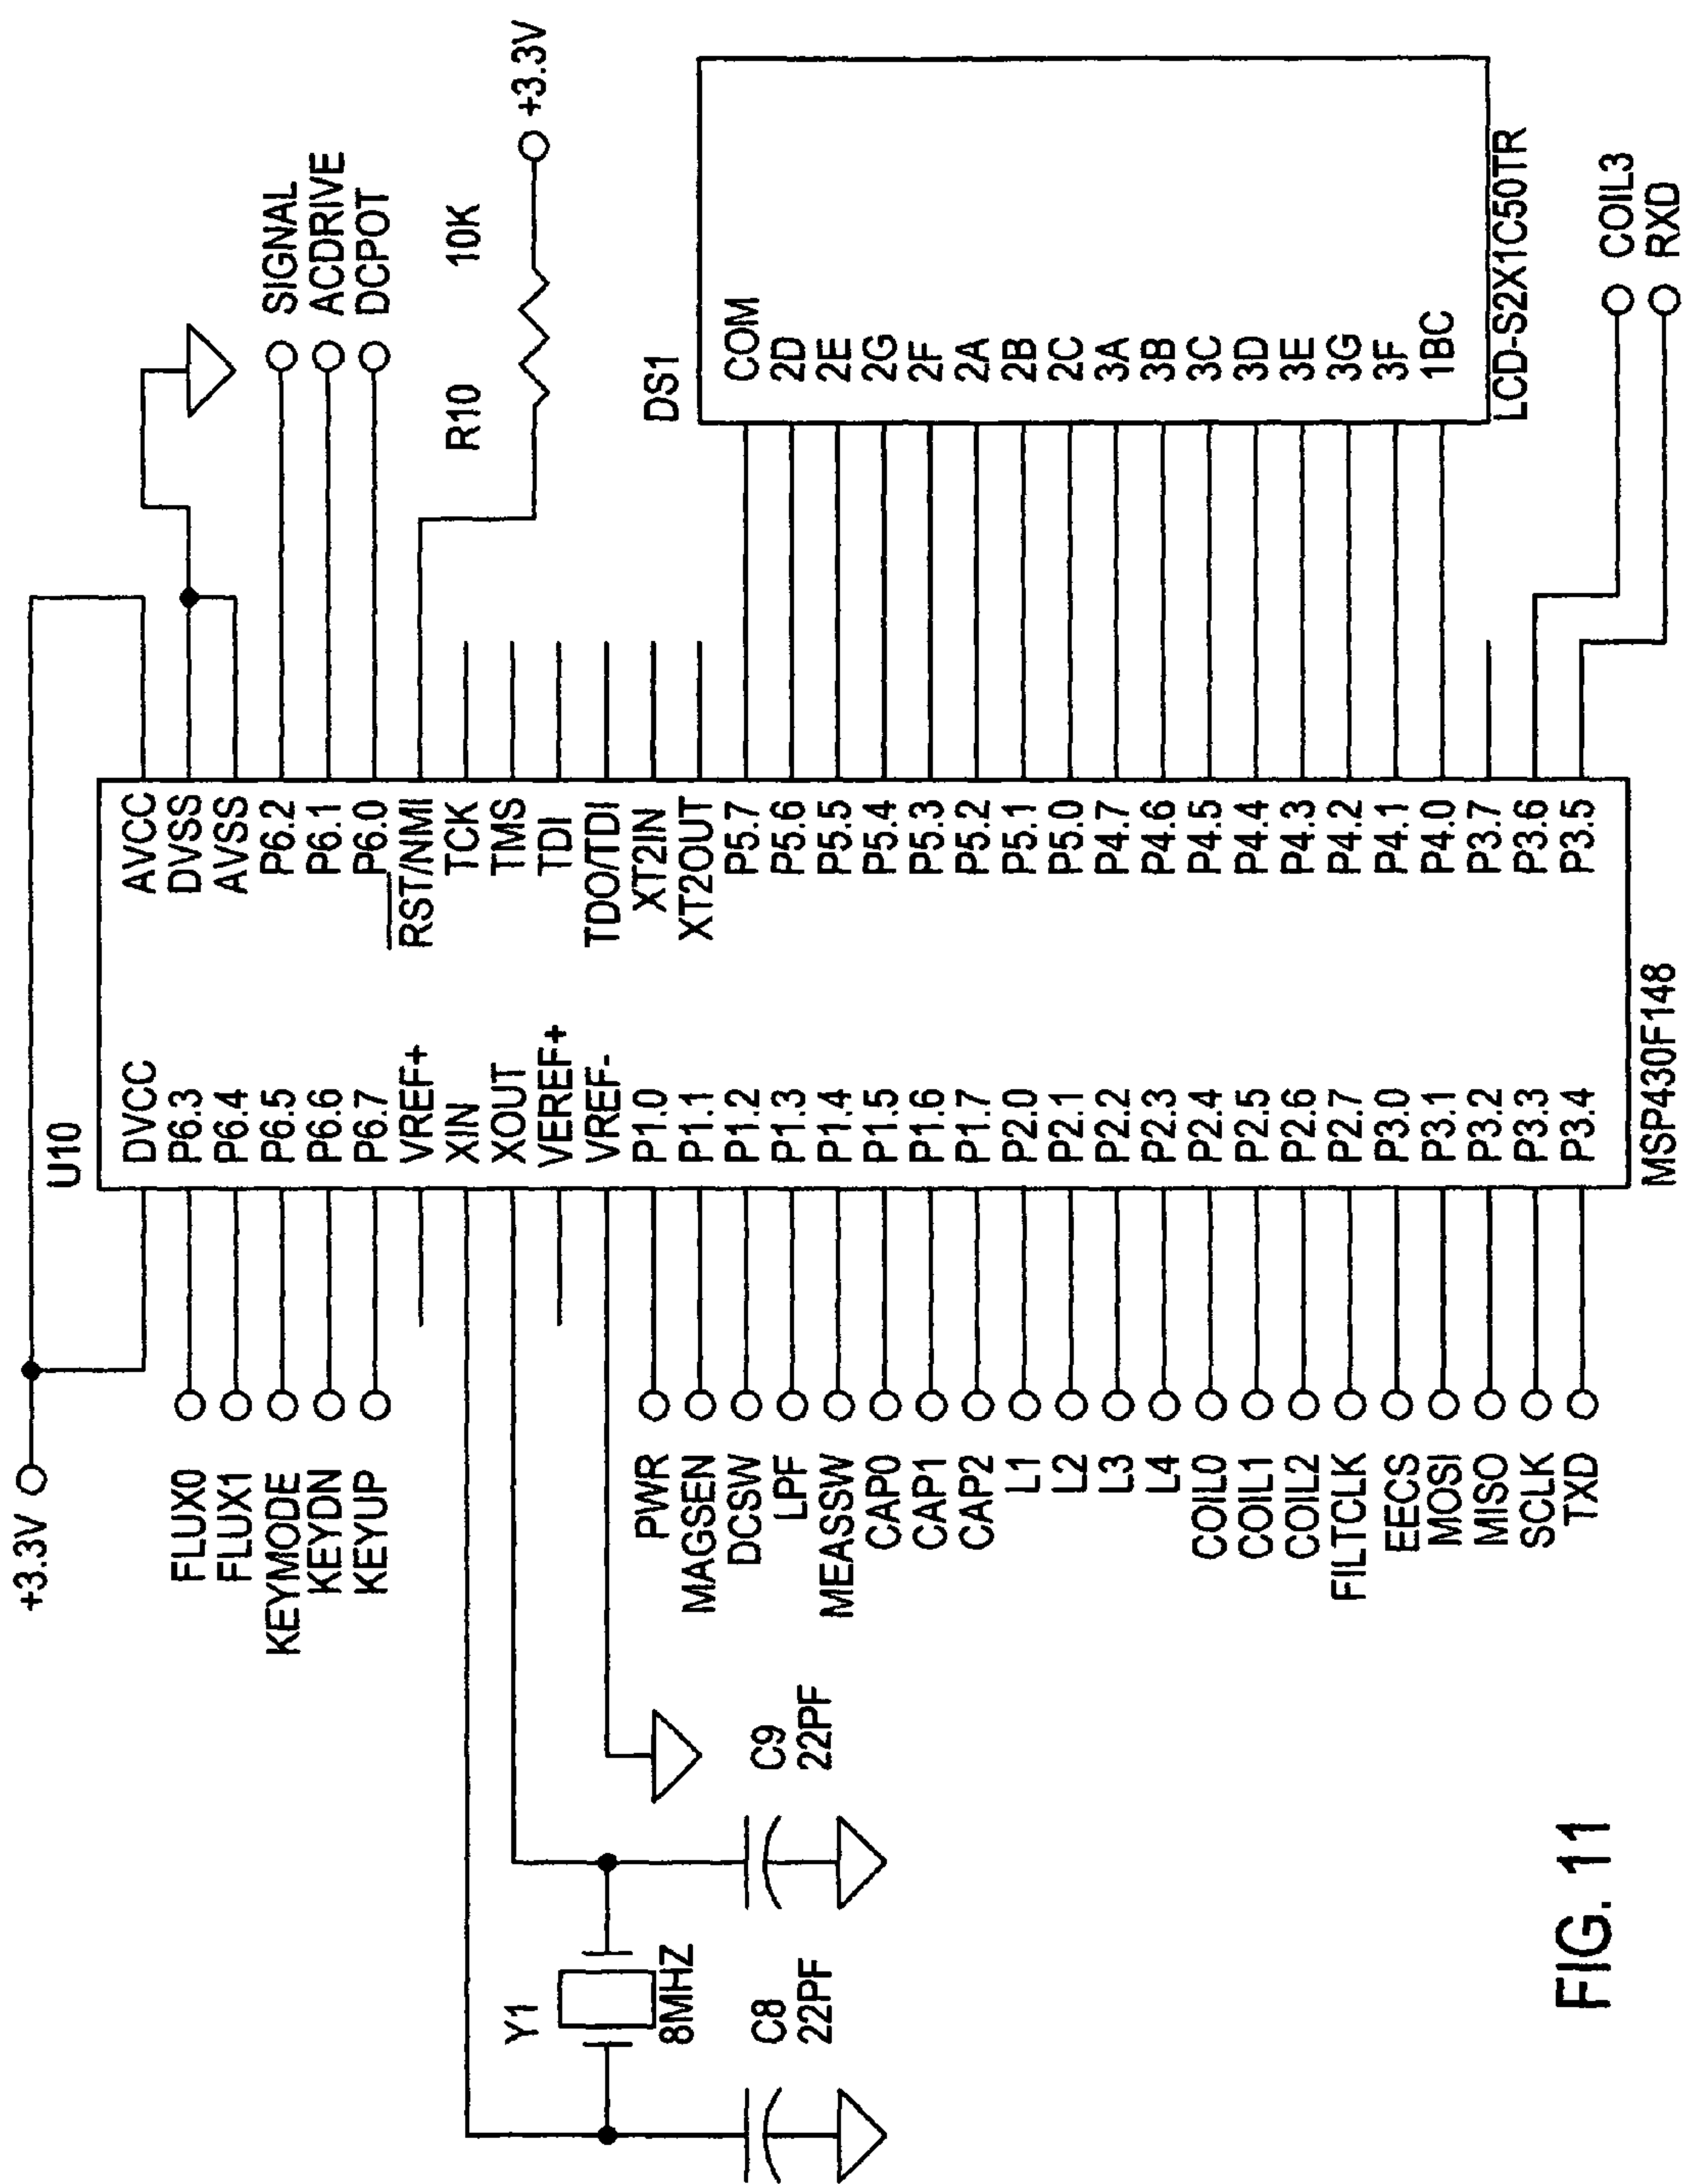 +3.3V
U10
DVCC
P6.3
P6.4
P6.5
P6.6
P6.7
VREF+
XIN
XOUT
VEREF+
VREF-
P1.0
P1.1
P1.2
P1.3
P1.4
P1.5
P1.6
P1.7
P2.0
P2.1
P2.2
P2.3
P2.4
P2.5
P2.6
P2.7
P3.0
P3.1
P3.2
P3.3
P3.4
AVCC
DVSS
AVSS
P6.2
P6.1
P6.0
RST/NMI
TCK
TMS
TDI
TDO/TDI
XT2IN
XT2OUT
P5.7
P5.6
P5.5
P5.4
P5.3
P5.2
P5.1
P5.0
P4.7
P4.6
P4.5
P4.4
P4.3
P4.2
P4.1
P4.0
P3.7
P3.6
P3.5
MSP430F148
FLUX0
FLUX1
KEYMODE
KEYDN
KEYUP
PWR
MAGSEN
DCSW
LPF
MEASSW
CAP0
CAP1
CAP2
L1
L2
L3
L4
COIL0
COIL1
COIL2
FILTCLK
EECS
MOSI
MISO
SCLK
TXD
Y1
8MHZ
C8
22PF
C9
22PF
SIGNAL
ACDRIVE
DCPOT
R10
10K
+3.3V
DS1
COM
2D
2E
2G
2F
2A
2B
2C
3A
3B
3C
3D
3E
3G
3F
1BC
LCD-S2X1C50TR
COIL3
RXD
FIG. 11